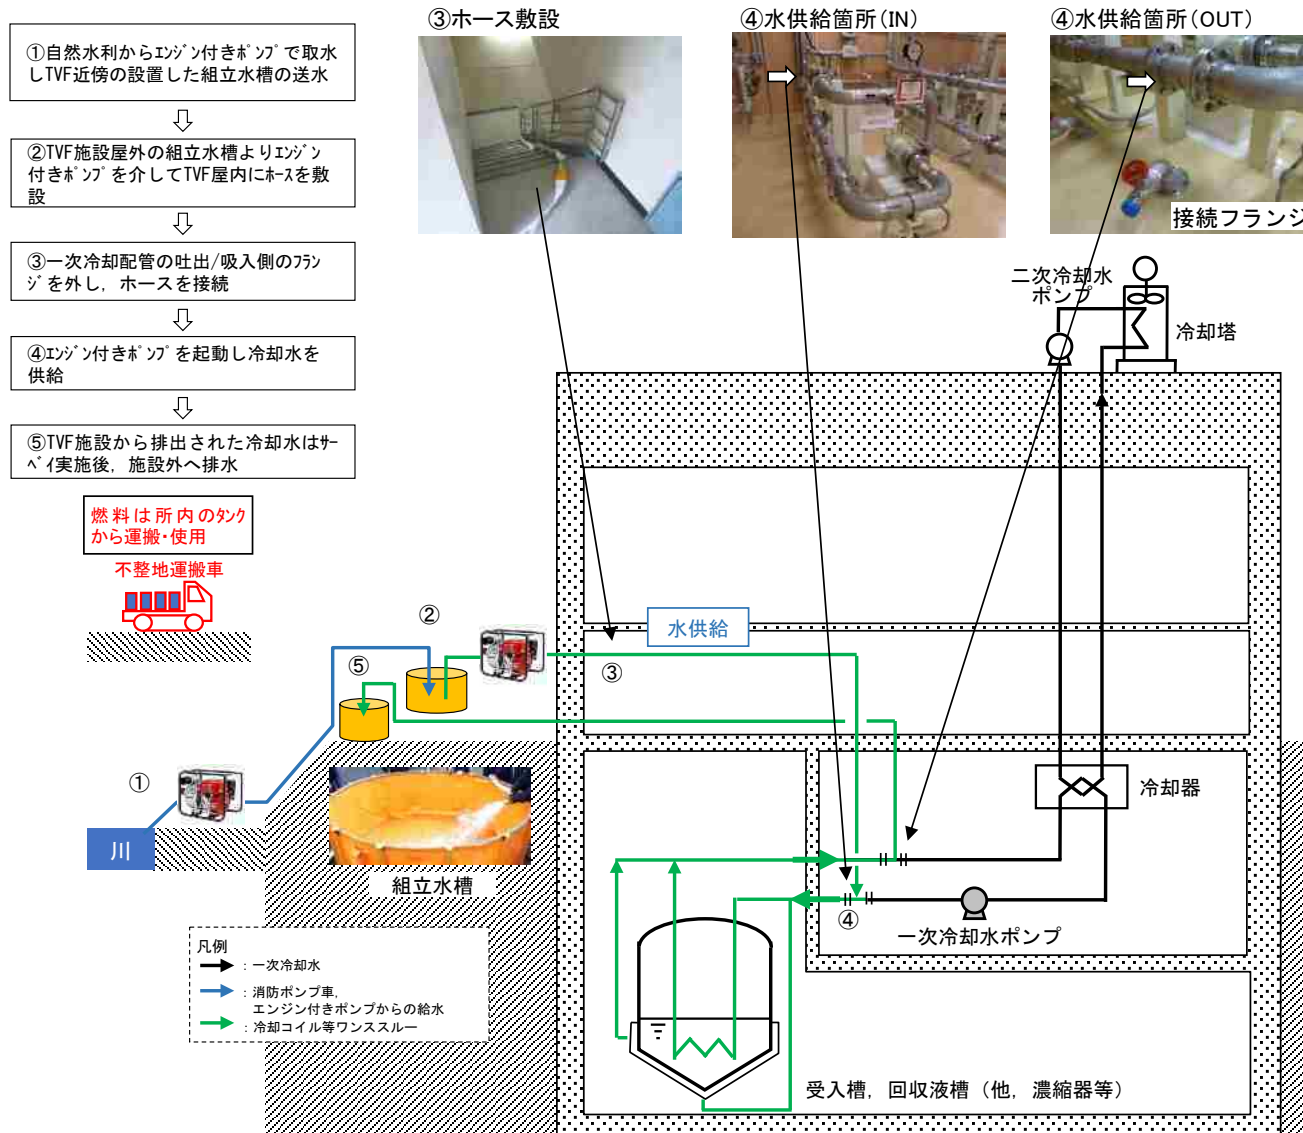 ①自然水利からエンジン付きポンプで取水
しTVF近傍の設置した組立水槽の送水
②TVF施設屋外の組立水槽よりエンジン
付きポンプを介してTVF屋内にホースを敷
設
③一次冷却配管の吐出/吸入側のフラン
ジを外し，ホースを接続
④エンジン付きポンプを起動し冷却水を
供給
⑤TVF施設から排出された冷却水はサー
ベイ実施後，施設外へ排水
燃料は所内のタンク
から運搬・使用
不整地運搬車
③ホース敷設
④水供給箇所（IN）
④水供給箇所（OUT）
接続フランジ
二次冷却水
ポンプ
冷却塔
水供給
②
⑤
③
①
川
組立水槽
冷却器
④
一次冷却水ポンプ
受入槽，回収液槽（他，濃縮器等）
凡例
：一次冷却水
：消防ポンプ車，
エンジン付きポンプからの給水
：冷却コイル等ワンススルー